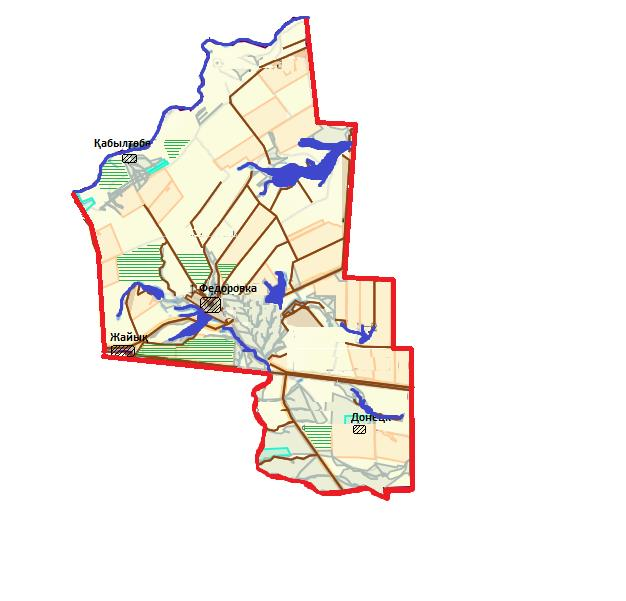 Қабылтөбе
Федоровка
Жайық
Донецк